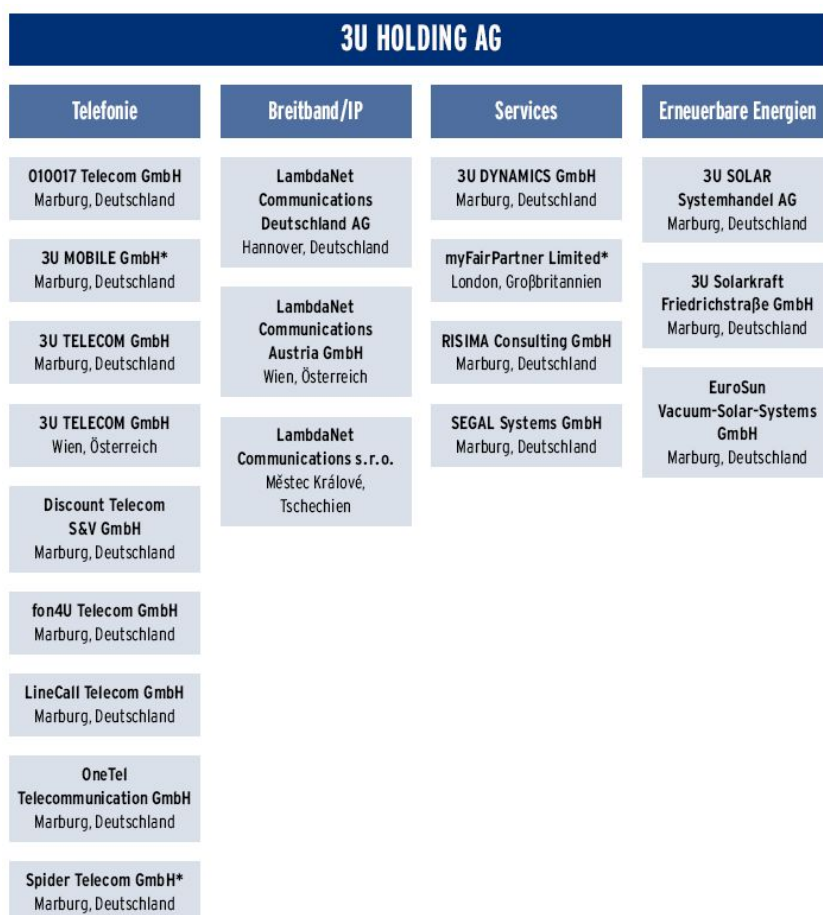 3U HOLDING AG
Telefonie
010017 Telecom GmbH
Marburg, Deutschland
3U MOBILE GmbH*
Marburg, Deutschland
3U TELECOM GmbH
Marburg, Deutschland
3U TELECOM GmbH
Wien, Österreich
Discount Telecom
S&V GmbH
Marburg, Deutschland
fon4U Telecom GmbH
Marburg, Deutschland
LineCall Telecom GmbH
Marburg, Deutschland
OneTel
Telecommunication GmbH
Marburg, Deutschland
Spider Telecom GmbH*
Marburg, Deutschland
Breitband/IP
LambdaNet
Communications
Deutschland AG
Hannover, Deutschland
LambdaNet
Communications
Austria GmbH
Wien, Österreich
LambdaNet
Communications s.r.o.
Městec Králové,
Tschechien
Services
3U DYNAMICS GmbH
Marburg, Deutschland
myFairPartner Limited*
London, Großbritannien
RISIMA Consulting GmbH
Marburg, Deutschland
SEGAL Systems GmbH
Marburg, Deutschland
Erneuerbare Energien
3U SOLAR
Systemhandel AG
Marburg, Deutschland
3U Solarkraft
Friedrichstraße GmbH
Marburg, Deutschland
EuroSun
Vacuum-Solar-Systems
GmbH
Marburg, Deutschland